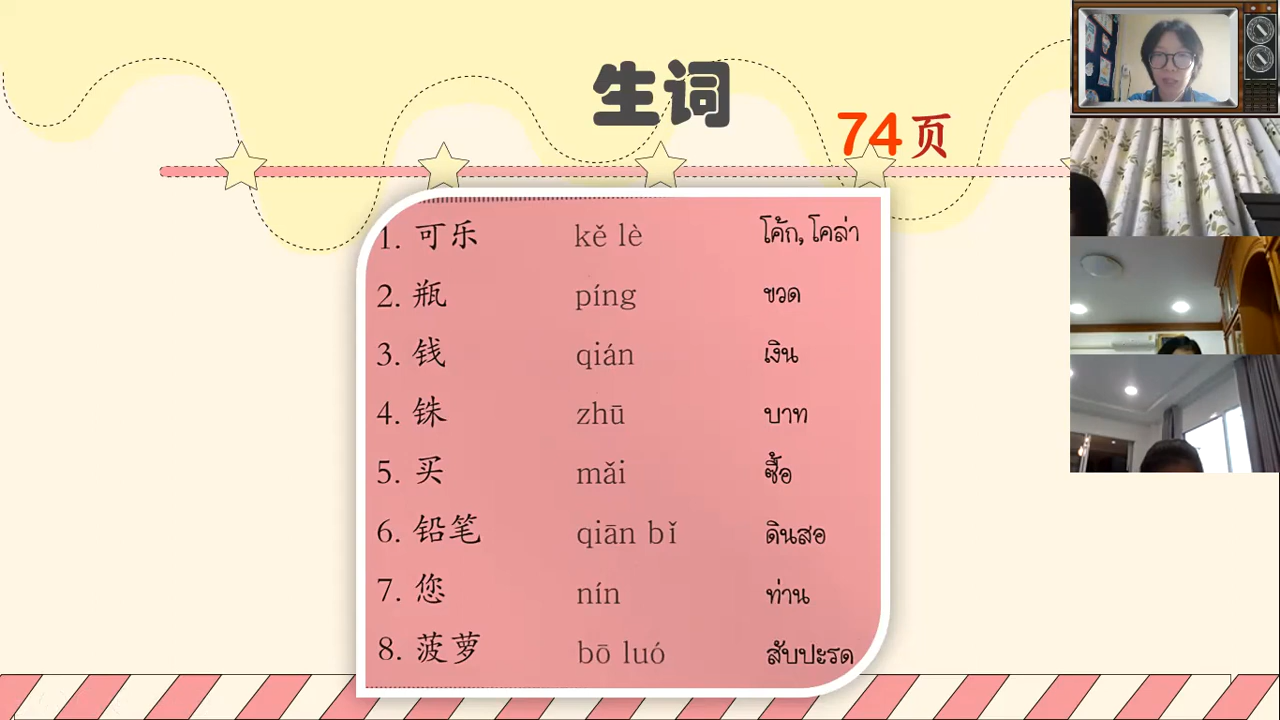 生词
74页
1. 可乐 kě lè โค้ก, โคล่า
2. 瓶 píng ขวด
3. 钱 qián เงิน
4. 铢 zhū บาท
5. 买 mǎi ซื้อ
6. 铅笔 qiān bǐ ดินสอ
7. 您 nín ท่าน
8. 菠萝 bō luó สับปะรด